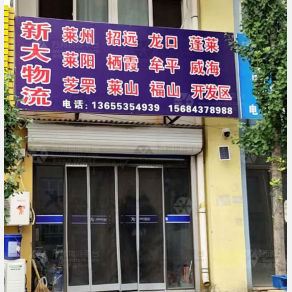 新大物流
莱州 招远 龙口 蓬莱
莱阳 栖霞 牟平 威海
芝罘 莱山 福山 开发区
电话：13655354939 15684378988